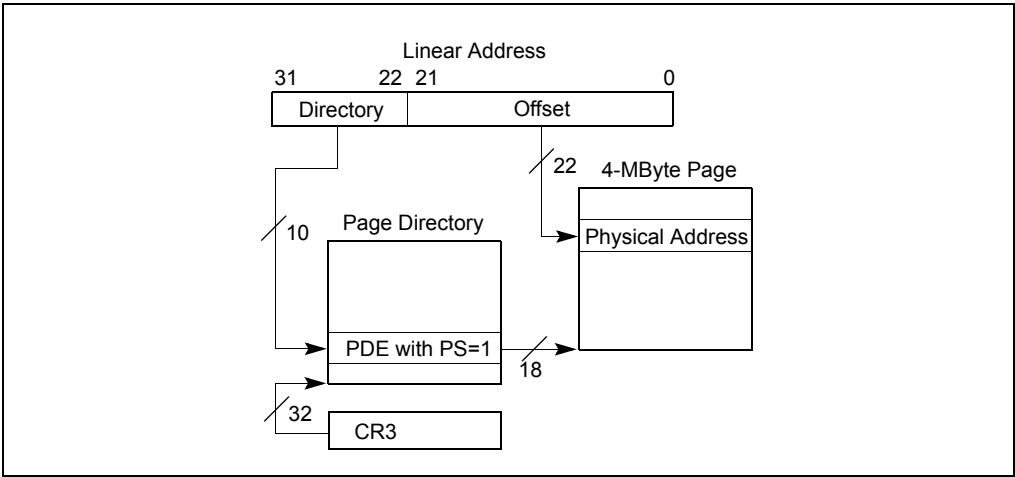 Linear Address
31 22 21 0
Directory Offset
22
4-MByte Page
10
Page Directory
Physical Address
PDE with PS=1
18
32
CR3